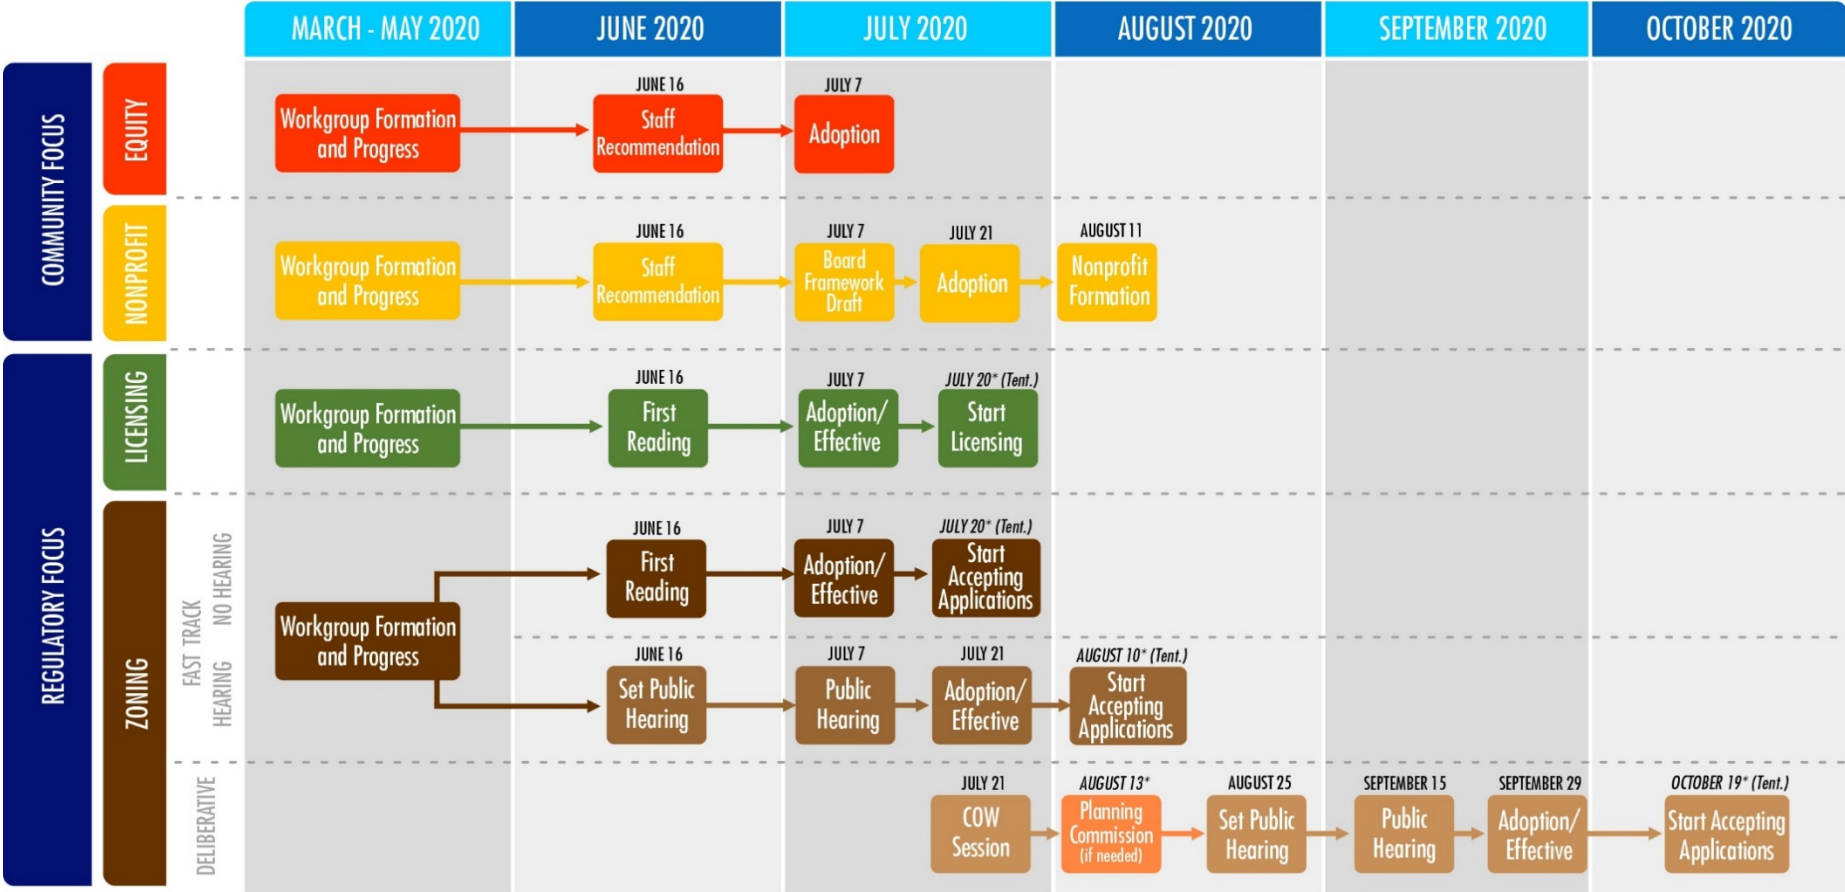 MARCH - MAY 2020
JUNE 2020
JULY 2020
AUGUST 2020
SEPTEMBER 2020
OCTOBER 2020
COMMUNITY FOCUS
EQUITY
Workgroup Formation
and Progress
JUNE 16
Staff
Recommendation
JULY 7
Adoption
NONPROFIT
Workgroup Formation
and Progress
JUNE 16
Staff
Recommendation
JULY 7
Board
Framework
Draft
JULY 21
Adoption
AUGUST 11
Nonprofit
Formation
REGULATORY FOCUS
LICENSING
Workgroup Formation
and Progress
JUNE 16
First
Reading
JULY 7
Adoption/
Effective
JULY 20* (Tent.)
Start
Licensing
ZONING
FAST TRACK
NO HEARING
HEARING
Workgroup Formation
and Progress
JUNE 16
First
Reading
JULY 7
Adoption/
Effective
JULY 20* (Tent.)
Start
Accepting
Applications
JUNE 16
Set Public
Hearing
JULY 7
Public
Hearing
JULY 21
Adoption/
Effective
AUGUST 10* (Tent.)
Start
Accepting
Applications
DELIBERATIVE
JULY 21
COW
Session
AUGUST 13*
Planning
Commission
(if needed)
AUGUST 25
Set Public
Hearing
SEPTEMBER 15
Public
Hearing
SEPTEMBER 29
Adoption/
Effective
OCTOBER 19* (Tent.)
Start Accepting
Applications